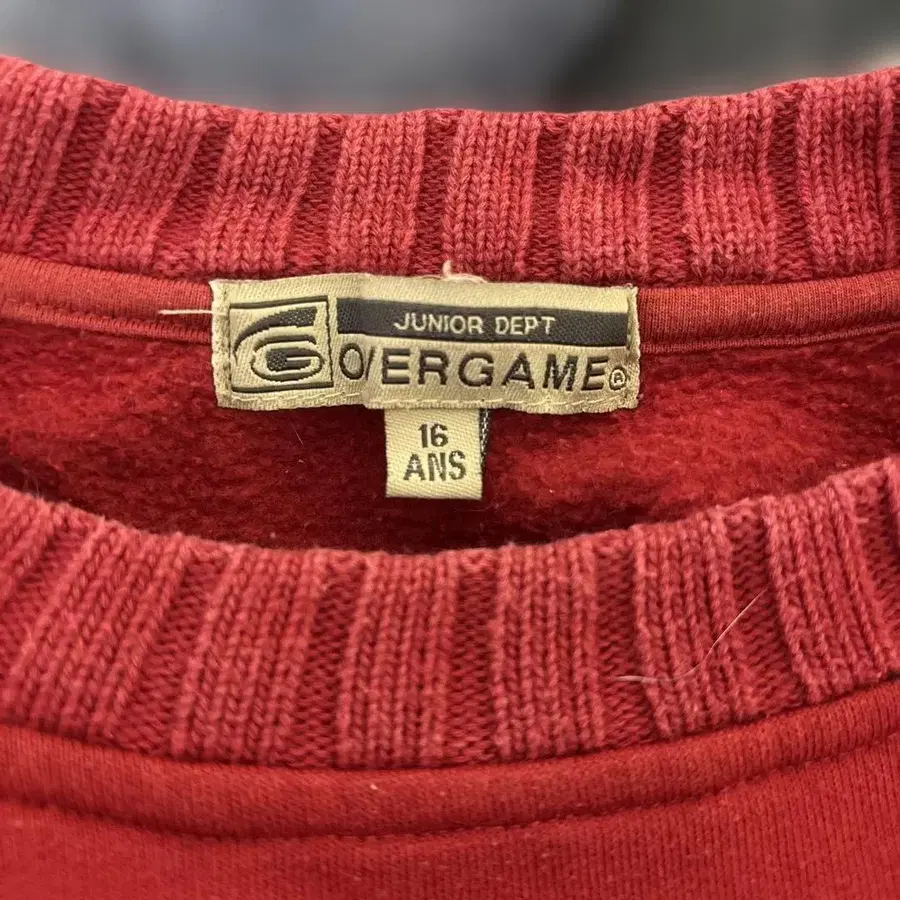 JUNIOR DEPT
G OVERGAME®
16
ANS